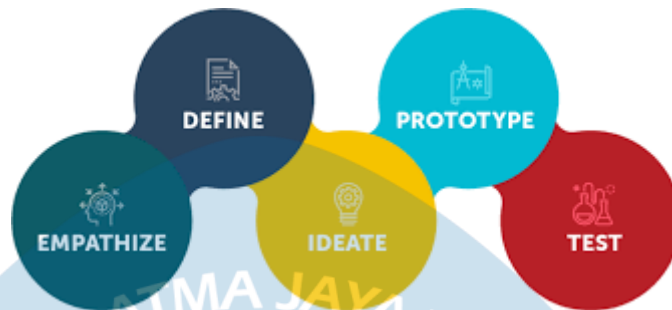 EMPATHIZE
DEFINE
IDEATE
PROTOTYPE
TEST
ATMA JAYA